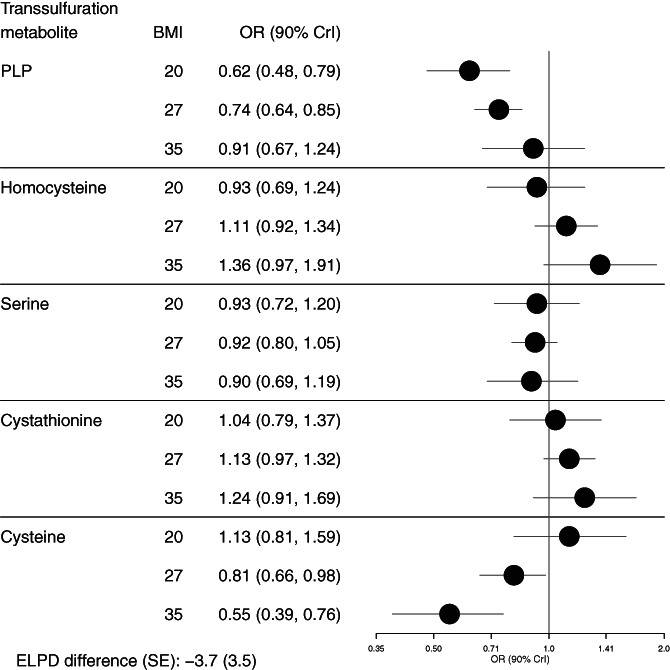 Transsulfuration
metabolite BMI OR (90% CrI)
PLP 20 0.62 (0.48, 0.79)
27 0.74 (0.64, 0.85)
35 0.91 (0.67, 1.24)
Homocysteine 20 0.93 (0.69, 1.24)
27 1.11 (0.92, 1.34)
35 1.36 (0.97, 1.91)
Serine 20 0.93 (0.72, 1.20)
27 0.92 (0.80, 1.05)
35 0.90 (0.69, 1.19)
Cystathionine 20 1.04 (0.79, 1.37)
27 1.13 (0.97, 1.32)
35 1.24 (0.91, 1.69)
Cysteine 20 1.13 (0.81, 1.59)
27 0.81 (0.66, 0.98)
35 0.55 (0.39, 0.76)
0.35 0.50 0.71 1.0 1.41 2.0
OR (90% CrI)
ELPD difference (SE): −3.7 (3.5)